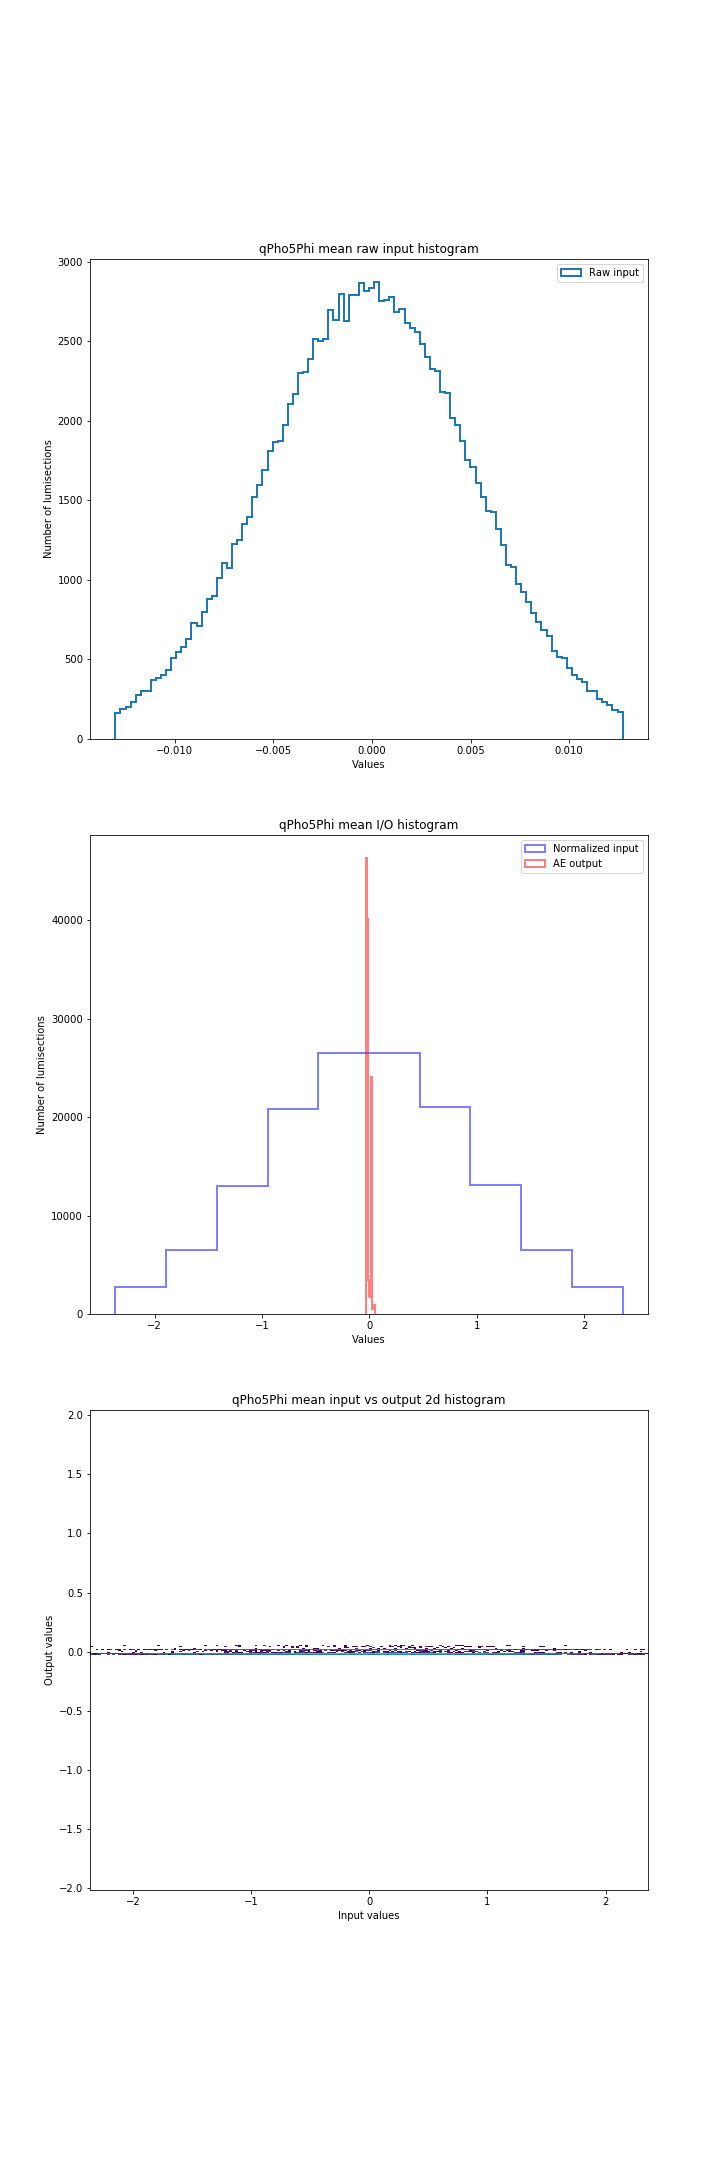 qPho5Phi mean raw input histogram
3000
2500
2000
1500
1000
500
0
Number of lumisections
Raw input
−0.010 −0.005 0.000 0.005 0.010
Values
qPho5Phi mean I/O histogram
40000
30000
20000
10000
0
Number of lumisections
Normalized input
AE output
−2 −1 0 1 2
Values
qPho5Phi mean input vs output 2d histogram
2.0
1.5
1.0
0.5
0.0
−0.5
−1.0
−1.5
−2.0
Output values
−2 −1 0 1 2
Input values